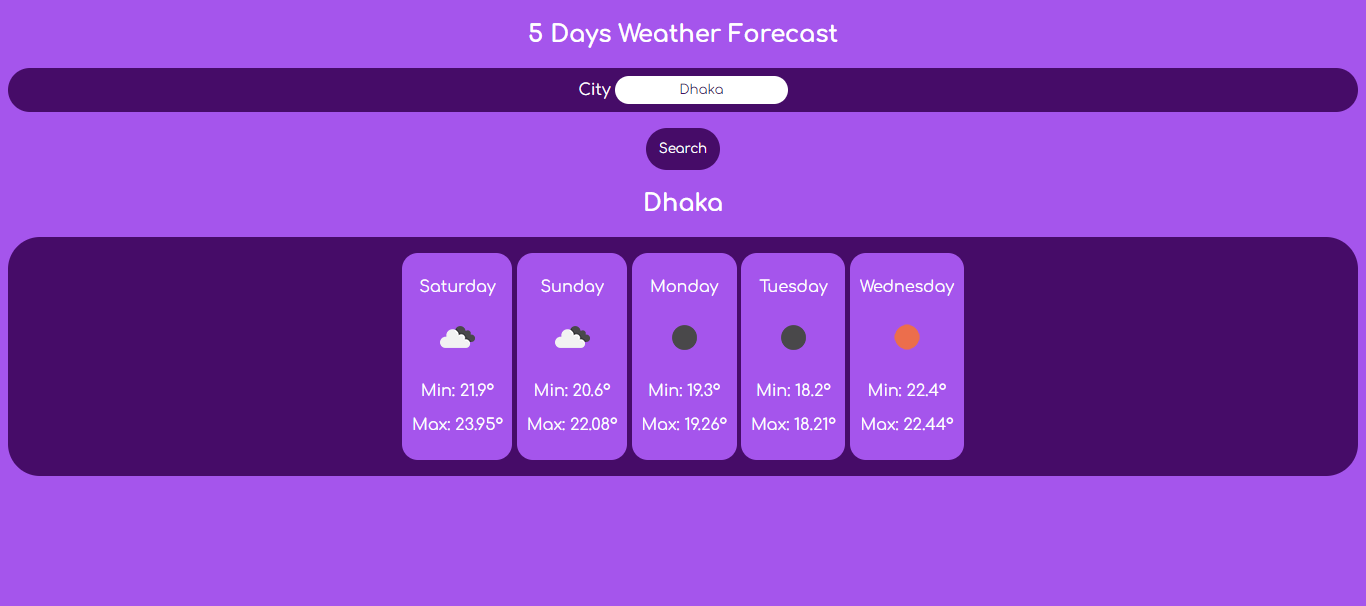 5 Days Weather Forecast
City Dhaka
Search
Dhaka
Saturday Sunday Monday Tuesday Wednesday
Min: 21.9° Min: 20.6° Min: 19.3° Min: 18.2° Min: 22.4°
Max: 23.95° Max: 22.08° Max: 19.26° Max: 18.21° Max: 22.44°